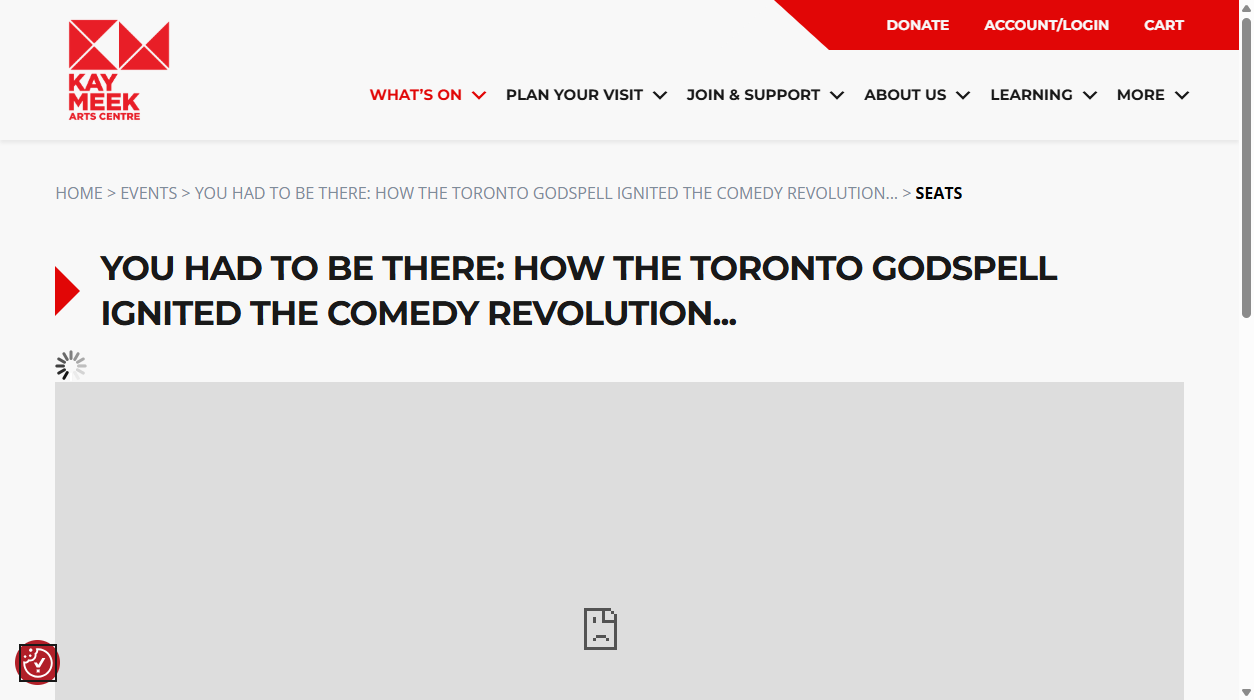 DONATE ACCOUNT/LOGIN CART
KAY
MEEK
ARTS CENTRE
WHAT'S ON PLAN YOUR VISIT JOIN & SUPPORT ABOUT US LEARNING MORE
HOME > EVENTS > YOU HAD TO BE THERE: HOW THE TORONTO GODSPELL IGNITED THE COMEDY REVOLUTION... > SEATS
YOU HAD TO BE THERE: HOW THE TORONTO GODSPELL
IGNITED THE COMEDY REVOLUTION...